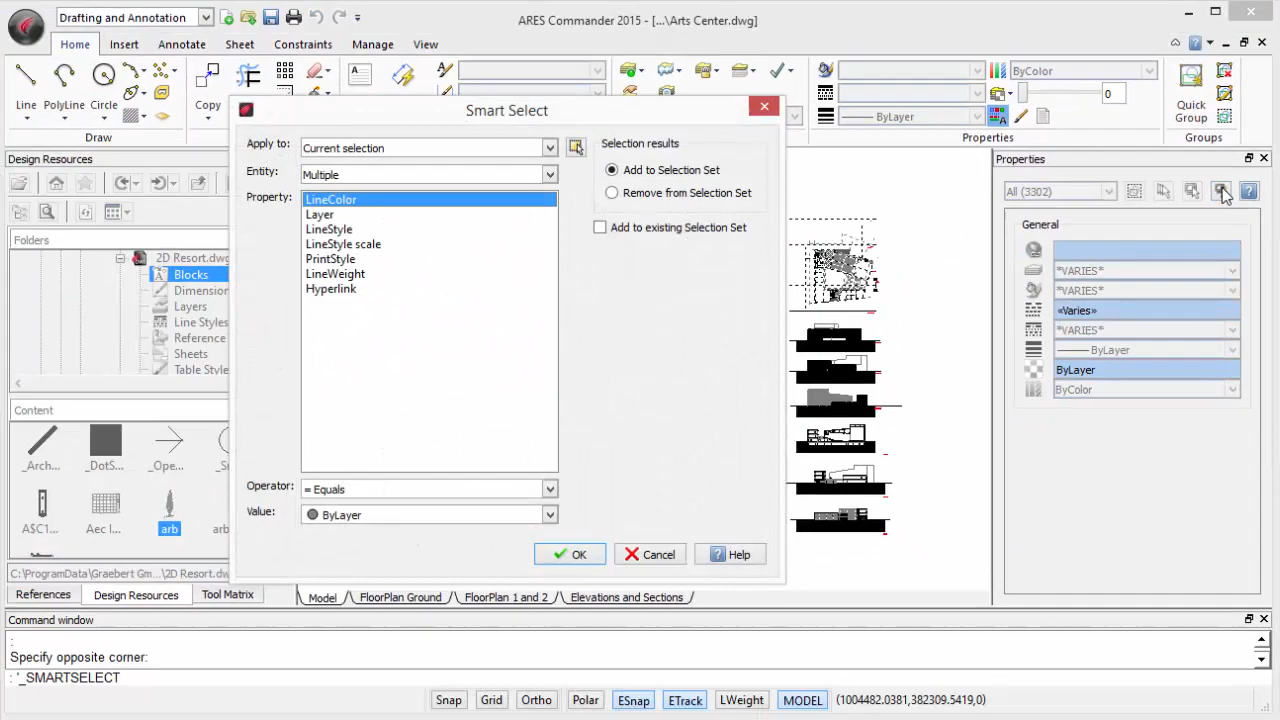 Drafting and Annotation
ARES Commander 2015 - [...\Arts Center.dwg]
Home
Insert
Annotate
Sheet
Constraints
Manage
View
ByColor
0
ByLayer
Line
PolyLine
Circle
Copy
Quick
Group
Draw
Properties
Groups
Design Resources
Folders
2D Resort.dwg
Blocks
Dimension
Layers
Line Styles
Reference
Sheets
Table Style
Content
_Arch...
_DotS...
_Ope...
A$C1...
Aec I...
arb
C:\ProgramData\Graebert Gm...\2D Resort.dwg
References
Design Resources
Tool Matrix
Smart Select
Apply to:
Current selection
Entity:
Multiple
Property:
LineColor
Layer
LineStyle
LineStyle scale
PrintStyle
LineWeight
Hyperlink
Operator:
= Equals
Value:
ByLayer
Selection results
Add to Selection Set
Remove from Selection Set
Add to existing Selection Set
OK
Cancel
Help
Model
FloorPlan Ground
FloorPlan 1 and 2
Elevations and Sections
Properties
All (3302)
General
*VARIES*
*VARIES*
«Varies»
*VARIES*
ByLayer
ByLayer
ByColor
Command window
:
Specify opposite corner:
: '_SMARTSELECT
Snap
Grid
Ortho
Polar
ESnap
ETrack
LWeight
MODEL
(1004482.0381,382309.5419,0)